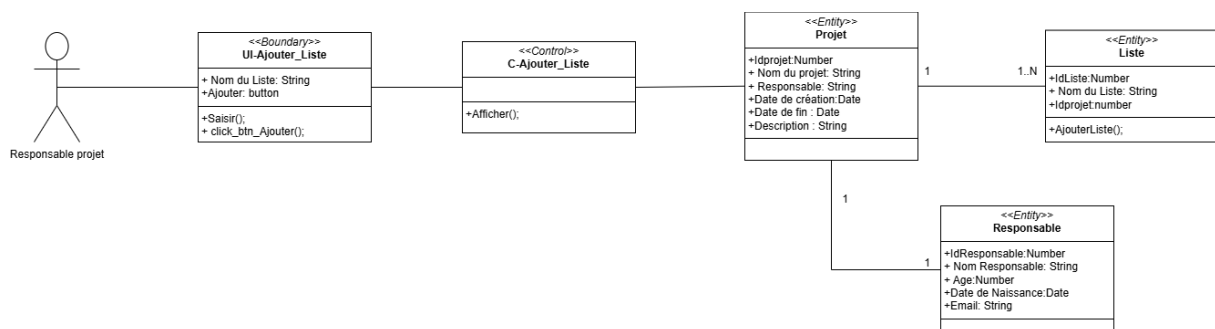 Responsable projet
<<Boundary>>
UI-Ajouter_Liste
+ Nom du Liste: String
+Ajouter: button
+Saisir();
+ click_btn_Ajouter();
<<Control>>
C-Ajouter_Liste
+Afficher();
<<Entity>>
Projet
+Idprojet:Number
+ Nom du projet: String
+ Responsable: String
+Date de création:Date
+Date de fin : Date
+Description : String
1
1..N
<<Entity>>
Liste
+IdListe:Number
+ Nom du Liste: String
+Idprojet:number
+AjouterListe();
1
1
<<Entity>>
Responsable
+IdResponsable:Number
+ Nom Responsable: String
+ Age:Number
+Date de Naissance:Date
+Email: String